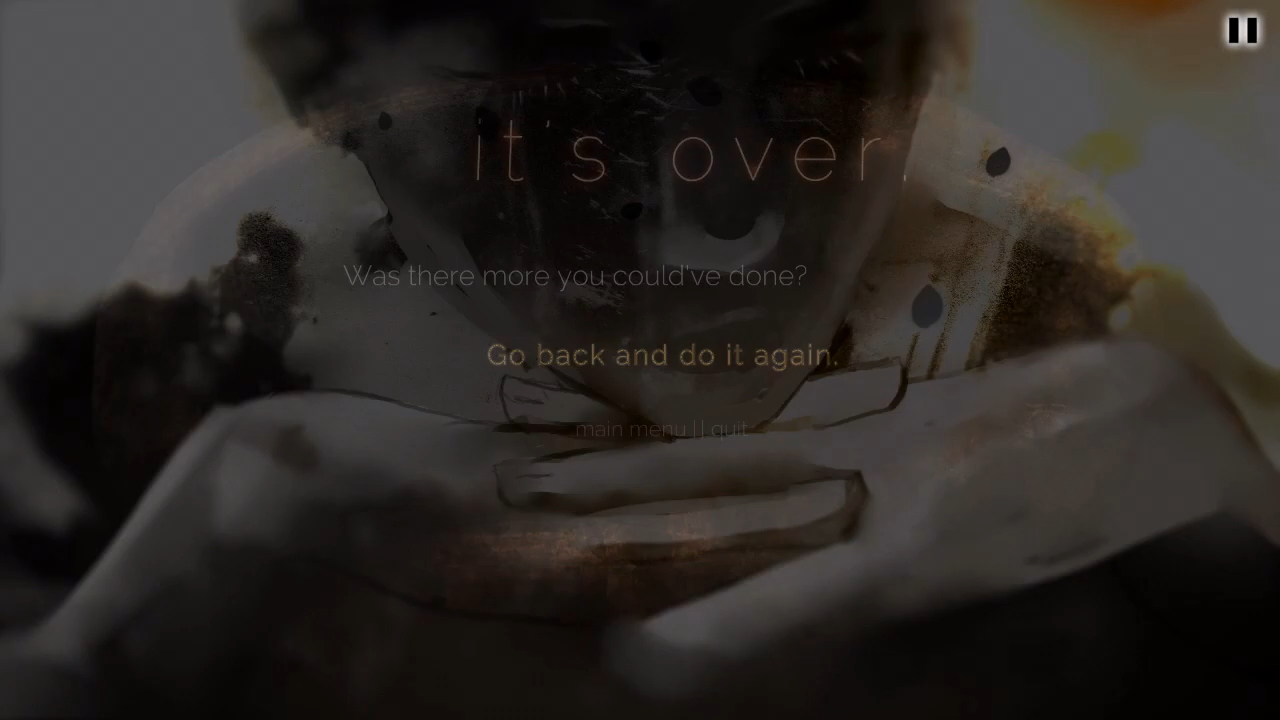 it's over.
Was there more you could've done?
Go back and do it again.
main menu || quit